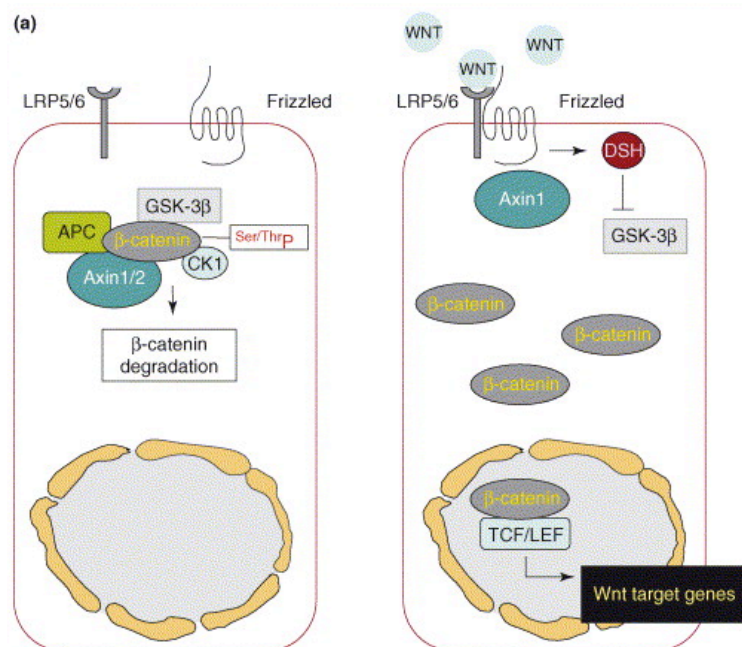 (a)
LRP5/6
Frizzled
GSK-3β
APC
β-catenin
Ser/ThrP
CK1
Axin1/2
β-catenin
degradation
WNT
WNT
WNT
LRP5/6
Frizzled
DSH
Axin1
GSK-3β
β-catenin
β-catenin
β-catenin
β-catenin
TCF/LEF
Wnt target genes